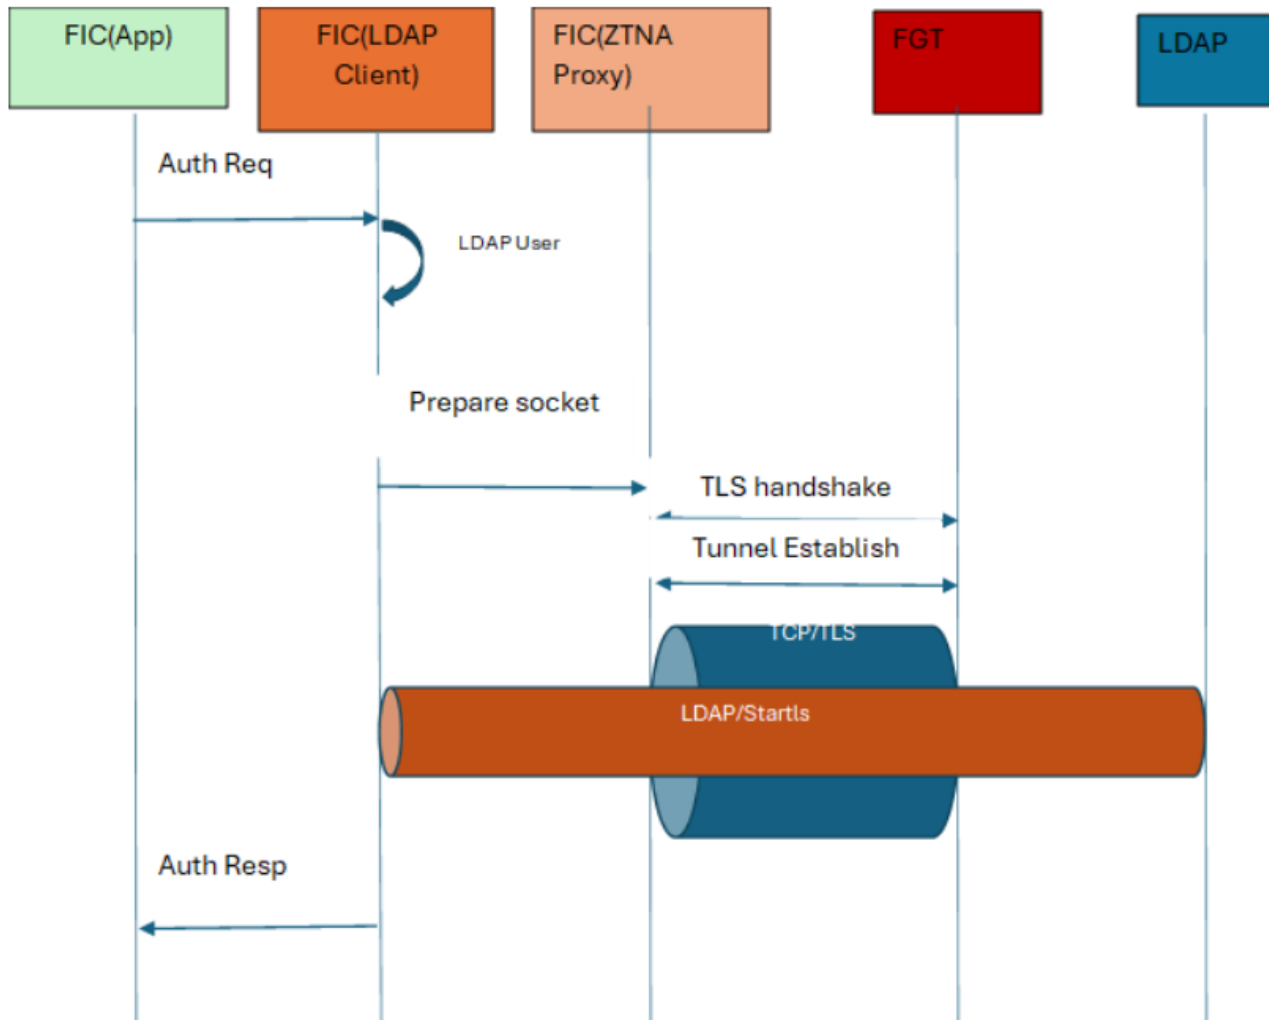 FIC(App)
FIC(LDAP
Client)
FIC(ZTNA
Proxy)
FGT
LDAP
Auth Req
LDAP User
Prepare socket
TLS handshake
Tunnel Establish
TCP/TLS
LDAP/Startls
Auth Resp